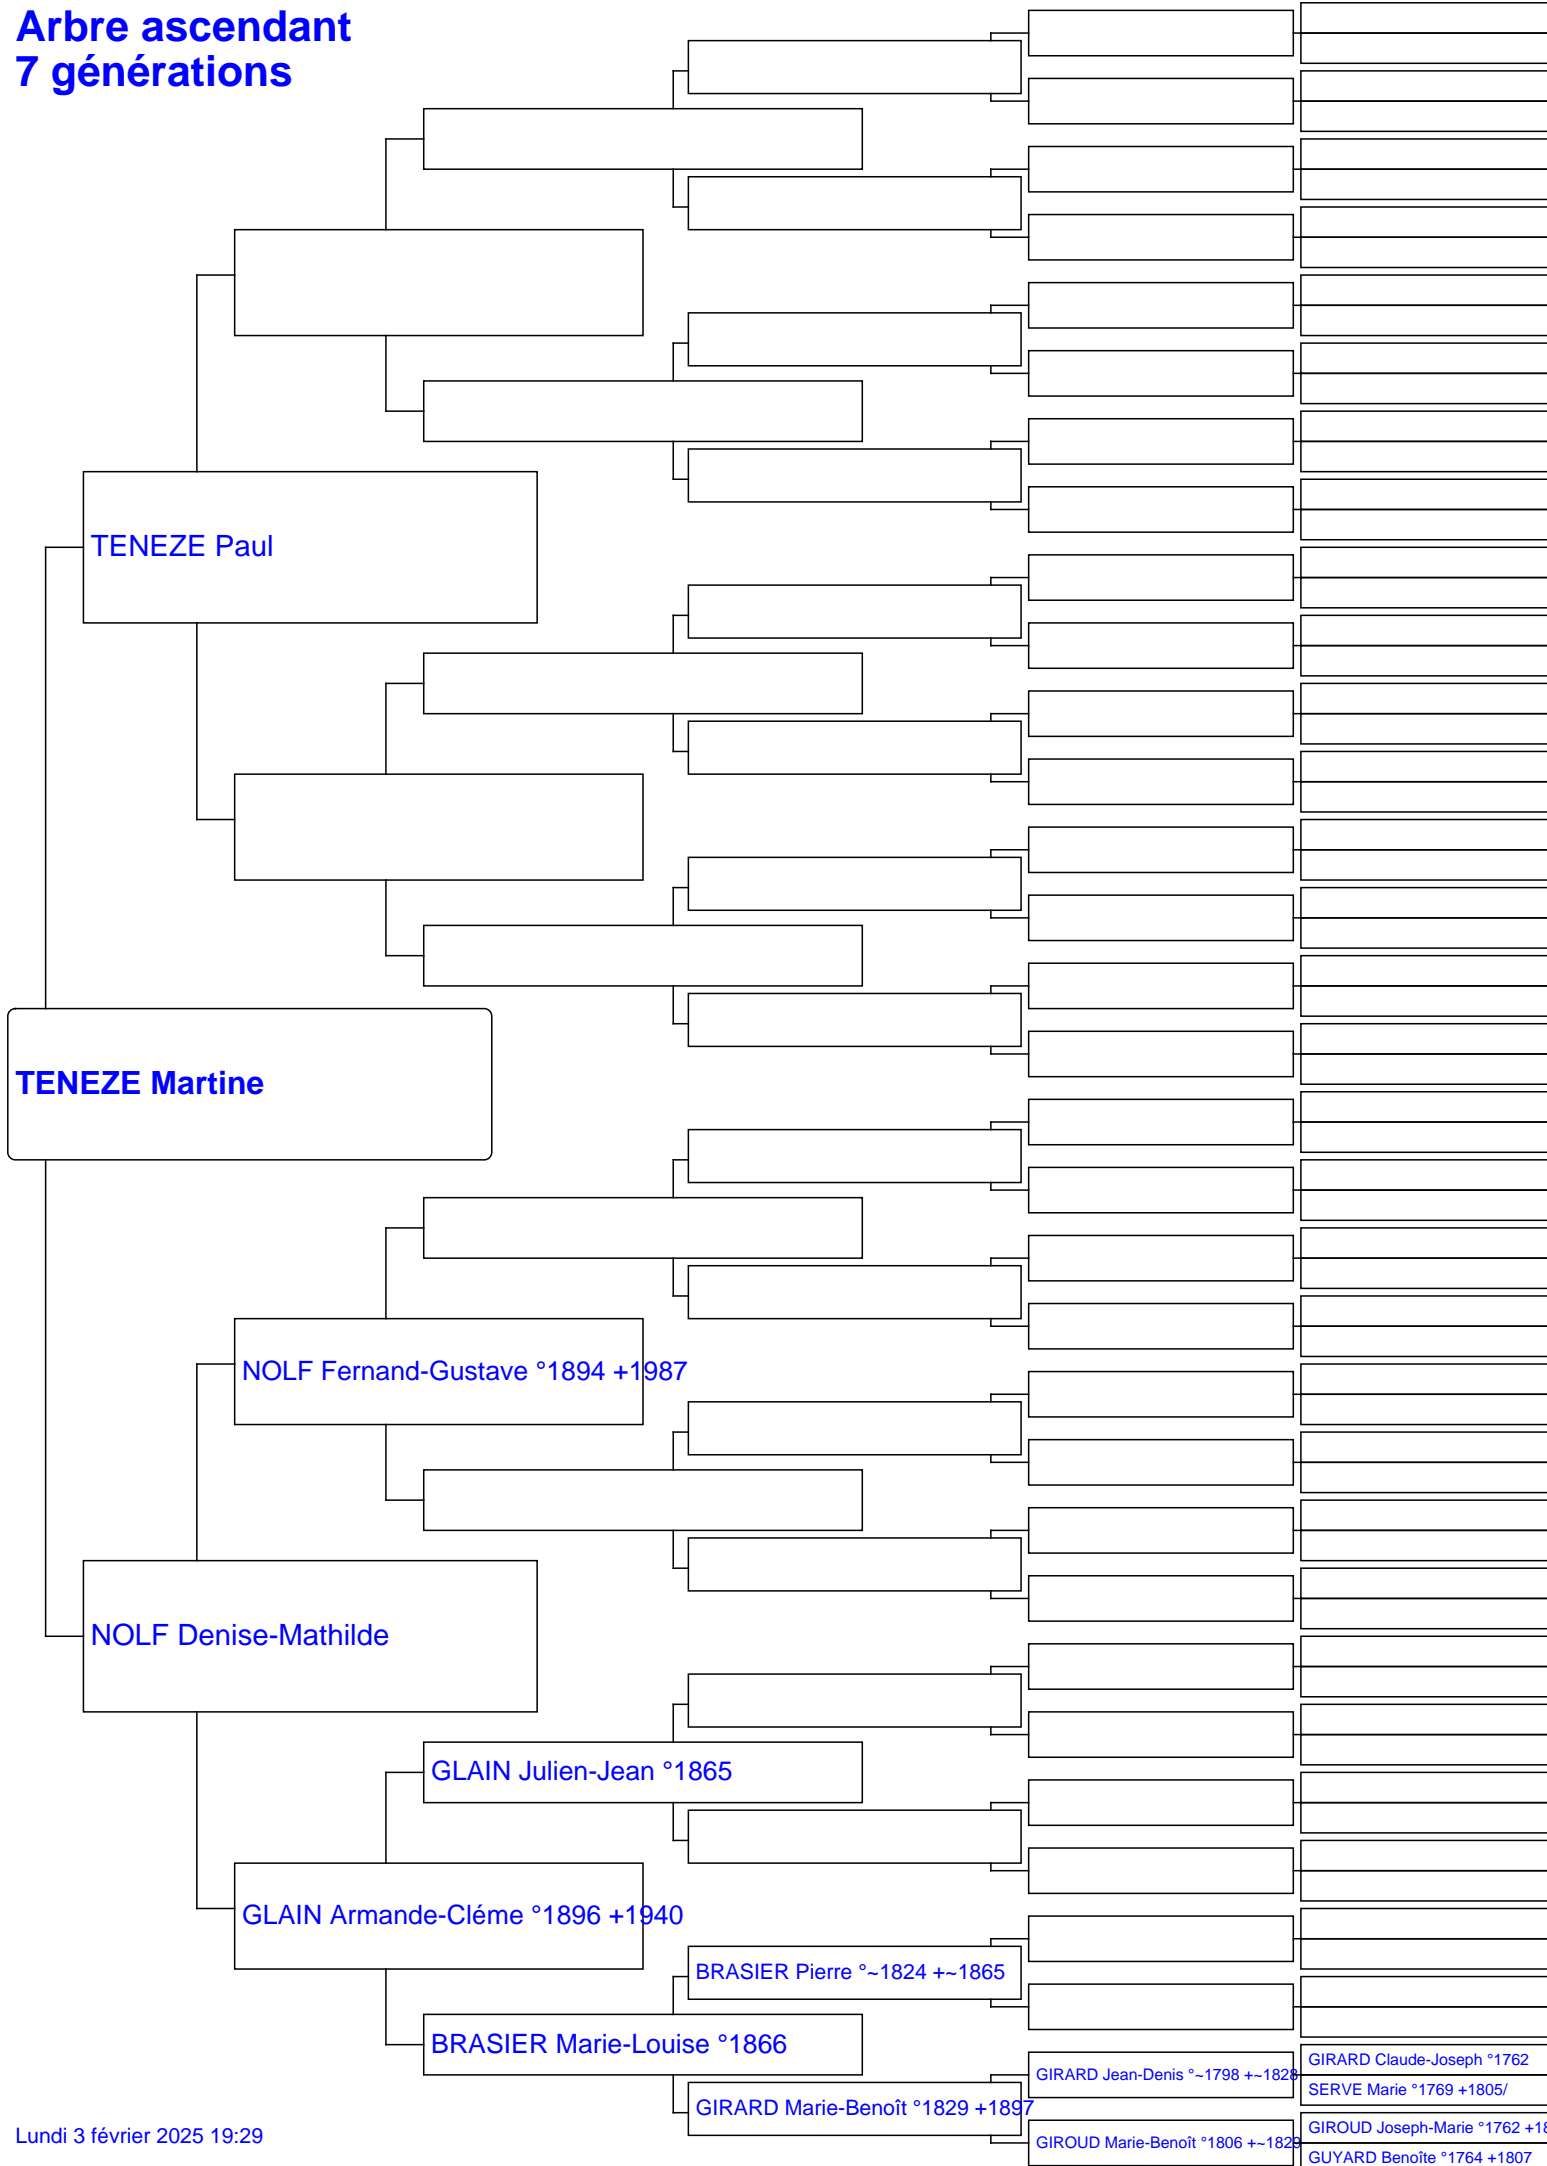 Arbre ascendant
7 générations
TENEZE Paul
TENEZE Martine
NOLF Fernand-Gustave °1894 +1987
NOLF Denise-Mathilde
GLAIN Julien-Jean °1865
GLAIN Armande-Cléme °1896 +1940
BRASIER Pierre °~1824 +~1865
BRASIER Marie-Louise °1866
GIRARD Jean-Denis °~1798 +~1828
GIRARD Claude-Joseph °1762
SERVE Marie °1769 +1805/
GIRARD Marie-Benoît °1829 +1897
GIROUD Marie-Benoît °1806 +~1829
GIROUD Joseph-Marie °1762 +18
GUYARD Benoîte °1764 +1807
Lundi 3 février 2025 19:29